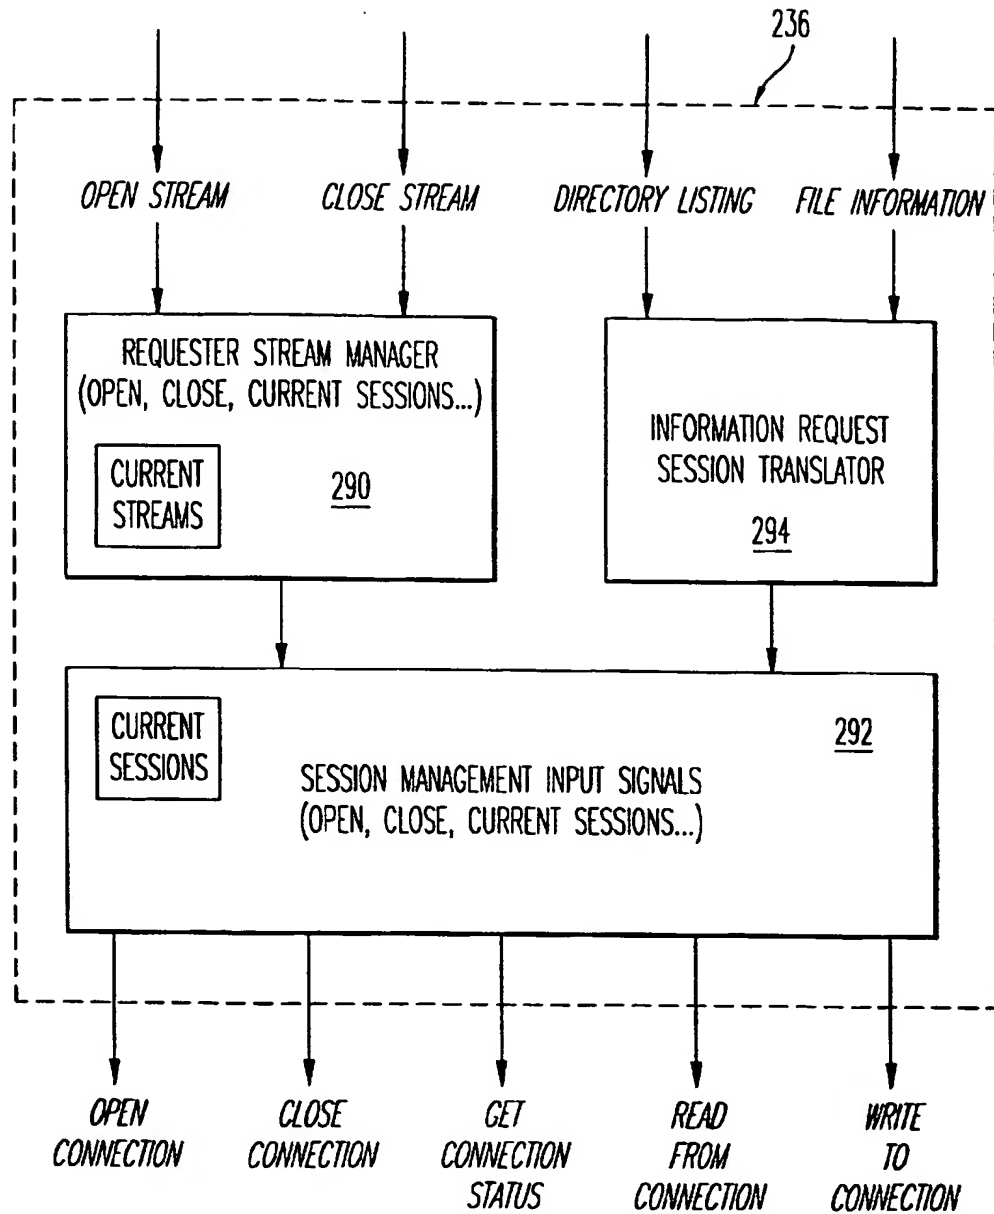 236
OPEN STREAM
CLOSE STREAM
DIRECTORY LISTING
FILE INFORMATION
REQUESTER STREAM MANAGER
(OPEN, CLOSE, CURRENT SESSIONS...)
CURRENT
STREAMS
290
INFORMATION REQUEST
SESSION TRANSLATOR
294
CURRENT
SESSIONS
292
SESSION MANAGEMENT INPUT SIGNALS
(OPEN, CLOSE, CURRENT SESSIONS...)
OPEN
CONNECTION
CLOSE
CONNECTION
GET
CONNECTION
STATUS
READ
FROM
CONNECTION
WRITE
TO
CONNECTION